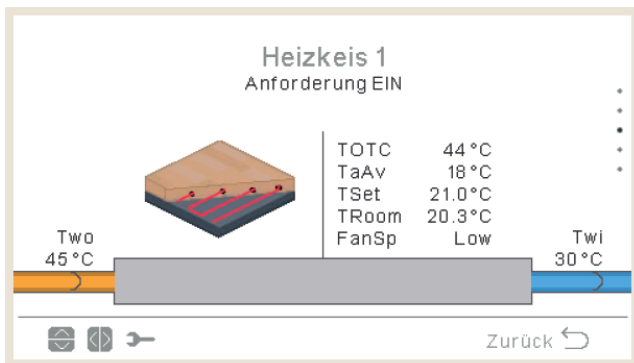 Heizkeis 1
Anforderung EIN
TOTC 44°C
TaAv 18°C
TSet 21.0°C
TRoom 20.3°C
FanSp Low
Two
45°C
Twi
30°C
Zurück